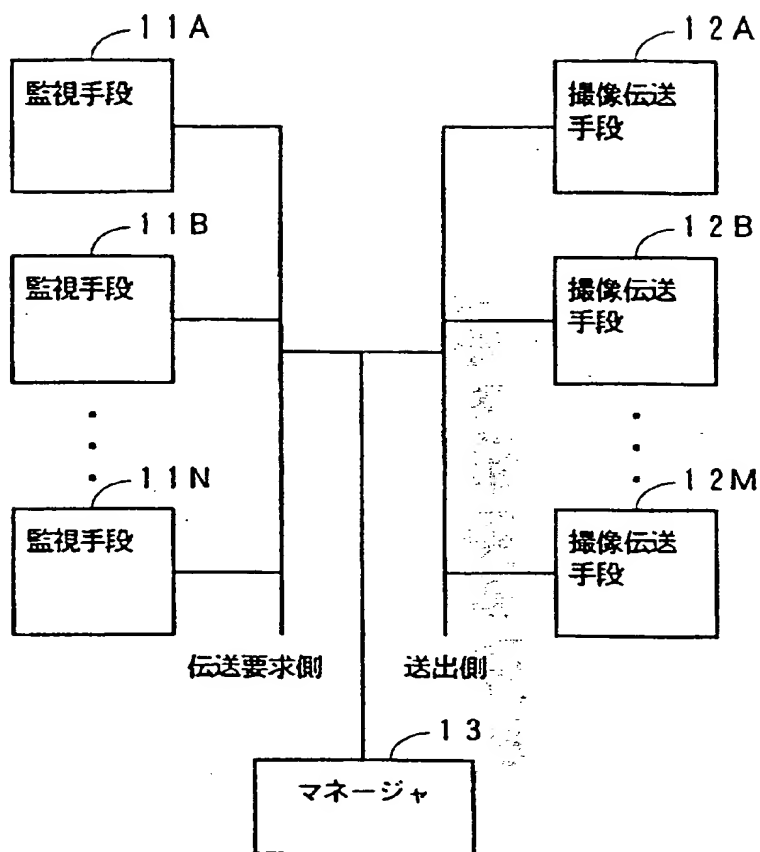 11A
監視手段
12A
撮像伝送
手段
11B
監視手段
12B
撮像伝送
手段
11N
監視手段
12M
撮像伝送
手段
伝送要求側
送出側
13
マネージャ